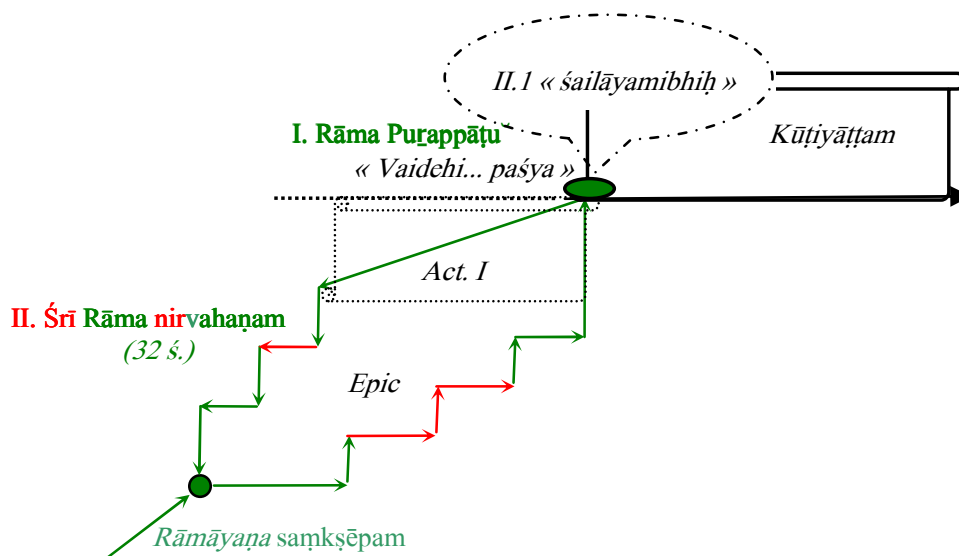 II.1 « śailāyamibhiḥ »
I. Rāma Puṟappāṭu
« Vaidehi... paśya »
Kūṭiyāṭṭam
Act. I
II. Śrī Rāma nirvahaṇam
(32 ś.)
Epic
Rāmāyaṇa saṃkṣēpam